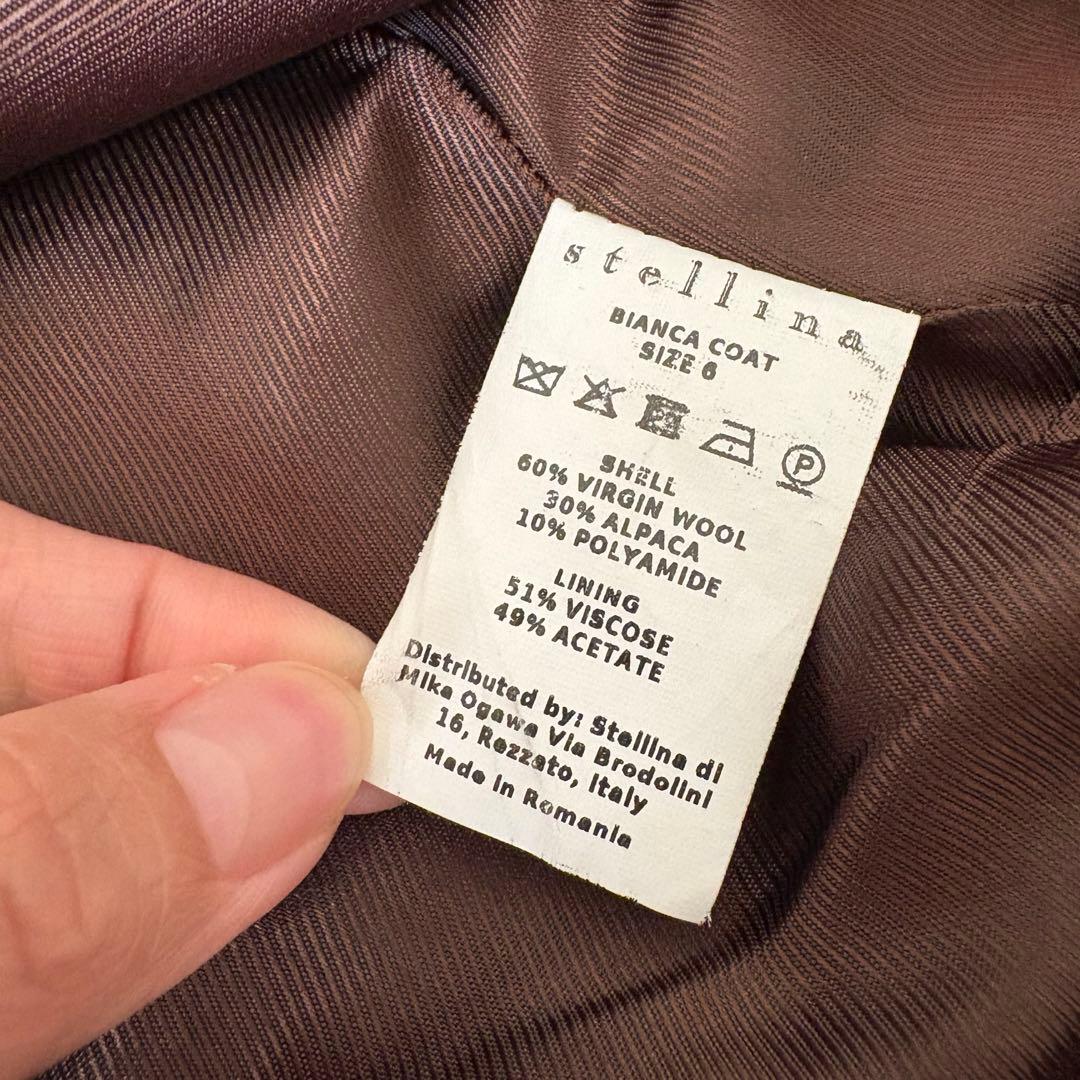 stellina
BIANCA COAT
SIZE 6
P
SHELL
60% VIRGIN WOOL
30% ALPACA
10% POLYAMIDE
LINING
51% VISCOSE
49% ACETATE
Distributed by: Stellina di
Mika Ogawa Via Brodolini
16, Rezzato, Italy
Made in Romania